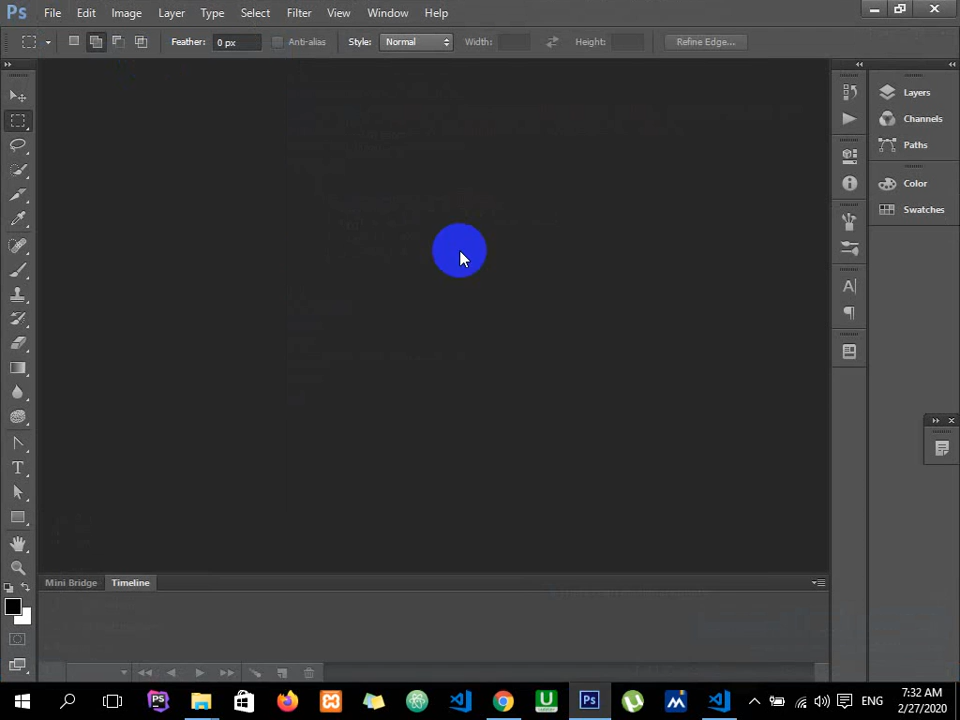 Ps File Edit Image Layer Type Select Filter View Window Help
Feather: 0 px Anti-alias Style: Normal Width: Height: Refine Edge...
Layers
Channels
Paths
Color
Swatches
Mini Bridge Timeline
Ps
ENG
7:32 AM
2/27/2020